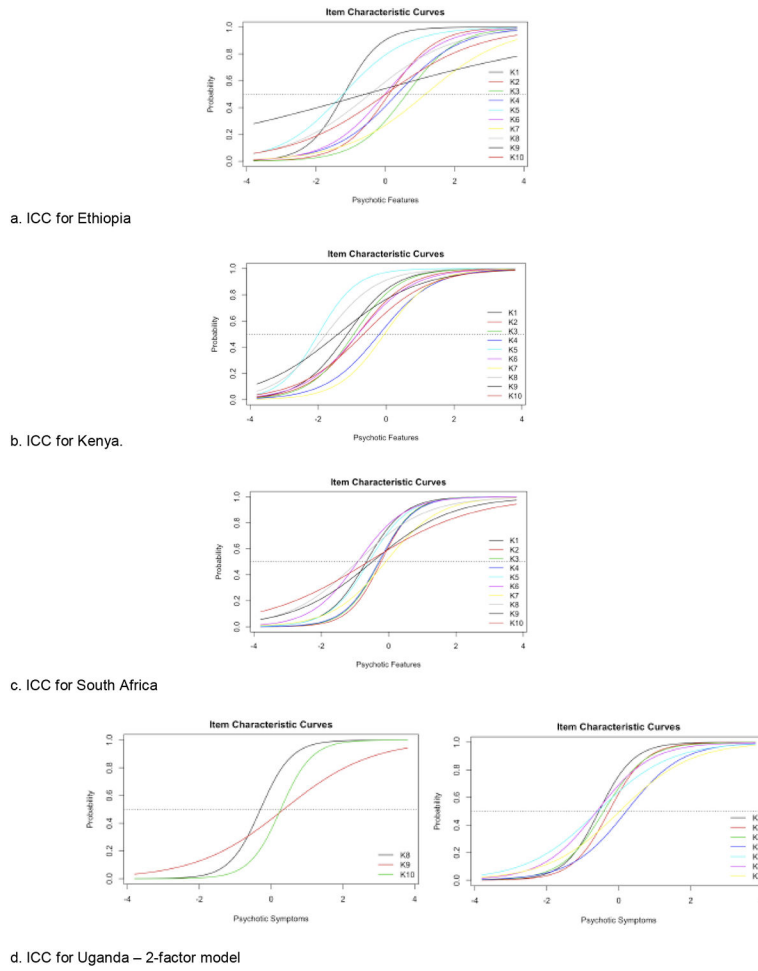 Item Characteristic Curves
Probability
1.0
0.8
0.6
0.4
0.2
0.0
K1
K2
K3
K4
K5
K6
K7
K8
K9
K10
-4 -2 0 2 4
Psychotic Features
a. ICC for Ethiopia
Item Characteristic Curves
Probability
1.0
0.8
0.6
0.4
0.2
0.0
K1
K2
K3
K4
K5
K6
K7
K8
K9
K10
-4 -2 0 2 4
Psychotic Features
b. ICC for Kenya.
Item Characteristic Curves
Probability
1.0
0.8
0.6
0.4
0.2
0.0
K1
K2
K3
K4
K5
K6
K7
K8
K9
K10
-4 -2 0 2 4
Psychotic Features
c. ICC for South Africa
Item Characteristic Curves
Probability
1.0
0.8
0.6
0.4
0.2
0.0
K8
K9
K10
-4 -2 0 2 4
Psychotic Symptoms
Item Characteristic Curves
Probability
1.0
0.8
0.6
0.4
0.2
0.0
K
K
K
K
K
K
K
-4 -2 0 2
Psychotic Symptoms
d. ICC for Uganda – 2-factor model